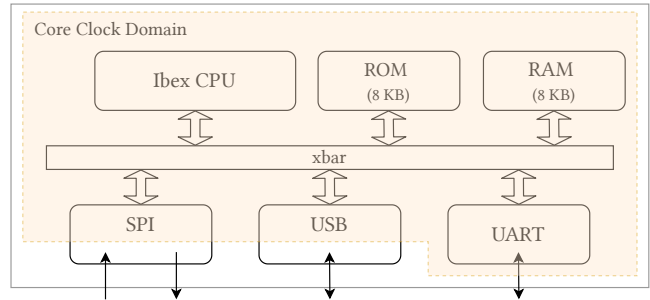 Core Clock Domain
Ibex CPU
ROM
(8 KB)
RAM
(8 KB)
xbar
SPI
USB
UART